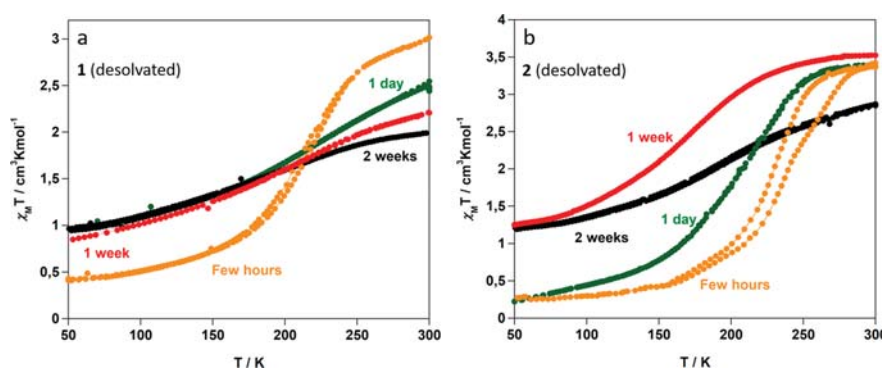 a
1 (desolvated)
3
2,5
2
1,5
1
0,5
0
50
100
150
200
250
300
χMT / cm³Kmol⁻¹
T / K
1 day
2 weeks
1 week
Few hours
b
2 (desolvated)
4
3,5
3
2,5
2
1,5
1
0,5
0
50
100
150
200
250
300
χMT / cm³Kmol⁻¹
T / K
1 week
2 weeks
1 day
Few hours